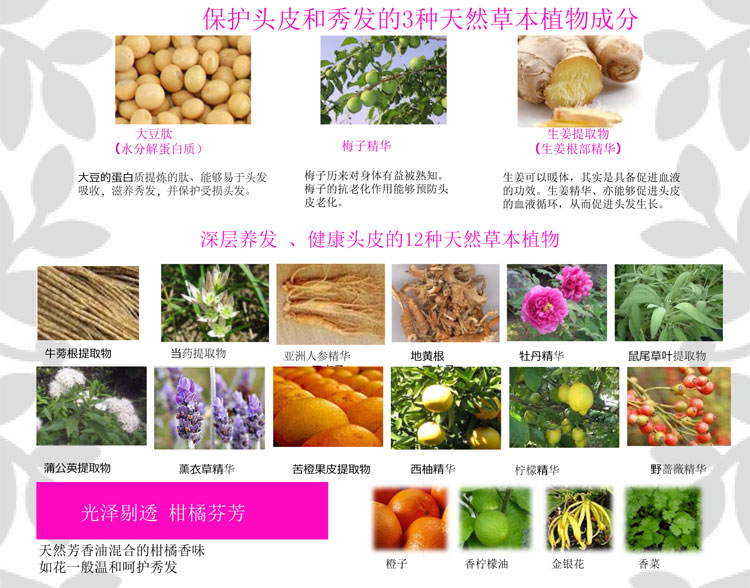 保护头皮和秀发的3种天然草本植物成分
大豆肽
(水分解蛋白质)
梅子精华
生姜提取物
(生姜根部精华)
大豆的蛋白质提炼的肽、能够易于头发
吸收，滋养秀发，并保护受损头发。
梅子历来对身体有益被熟知。
梅子的抗老化作用能够预防头
皮老化。
生姜可以暖体，其实是具备促进血液
的功效。生姜精华、亦能够促进头皮
的血液循环，从而促进头发生长。
深层养发 、健康头皮的12种天然草本植物
牛蒡根提取物
当药提取物
亚洲人参精华
地黄根
牡丹精华
鼠尾草叶提取物
蒲公英提取物
薰衣草精华
苦橙果皮提取物
西柚精华
柠檬精华
野蔷薇精华
光泽剔透 柑橘芬芳
天然芳香油混合的柑橘香味
如花一般温和呵护秀发
橙子
香柠檬油
金银花
香菜